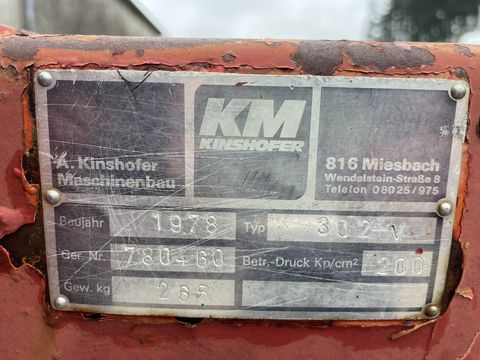 KM
KINSHOFER
A. Kinshofer
Maschinenbau
816 Miesbach
Wendelstein-Straße 8
Telefon 08025/975
Baujahr 1978 Typ 302-V
Ger. Nr. 780460 Betr.-Druck Kp/cm² 200
Gew. kg 265